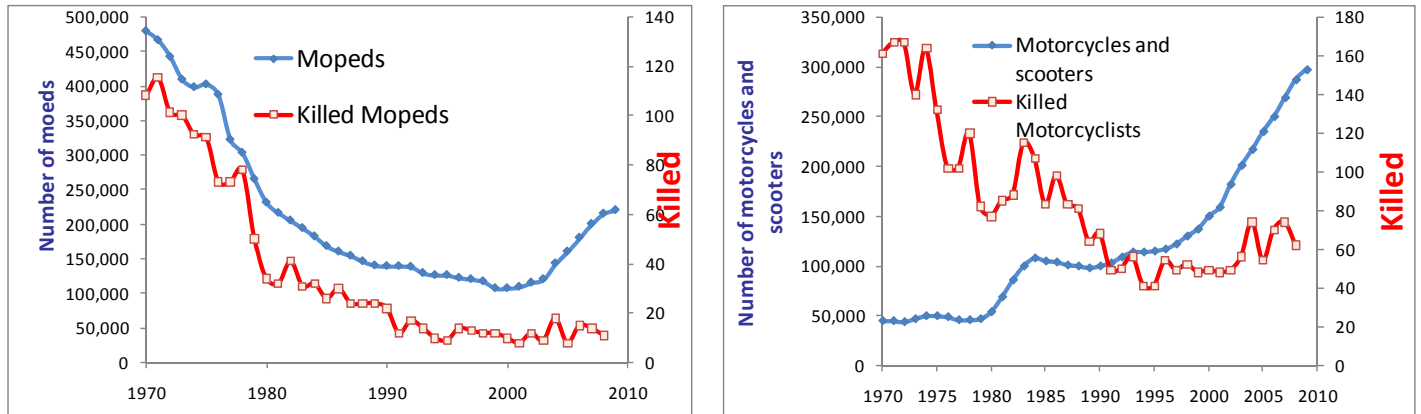 500,000
450,000
400,000
350,000
300,000
250,000
200,000
150,000
100,000
50,000
0
Number of moeds
Mopeds
Killed Mopeds
140
120
100
80
60
40
20
0
Killed
1970 1980 1990 2000 2010
350,000
300,000
250,000
200,000
150,000
100,000
50,000
0
Number of motorcycles and
scooters
Motorcycles and
scooters
Killed
Motorcyclists
180
160
140
120
100
80
60
40
20
0
Killed
1970 1975 1980 1985 1990 1995 2000 2005 2010